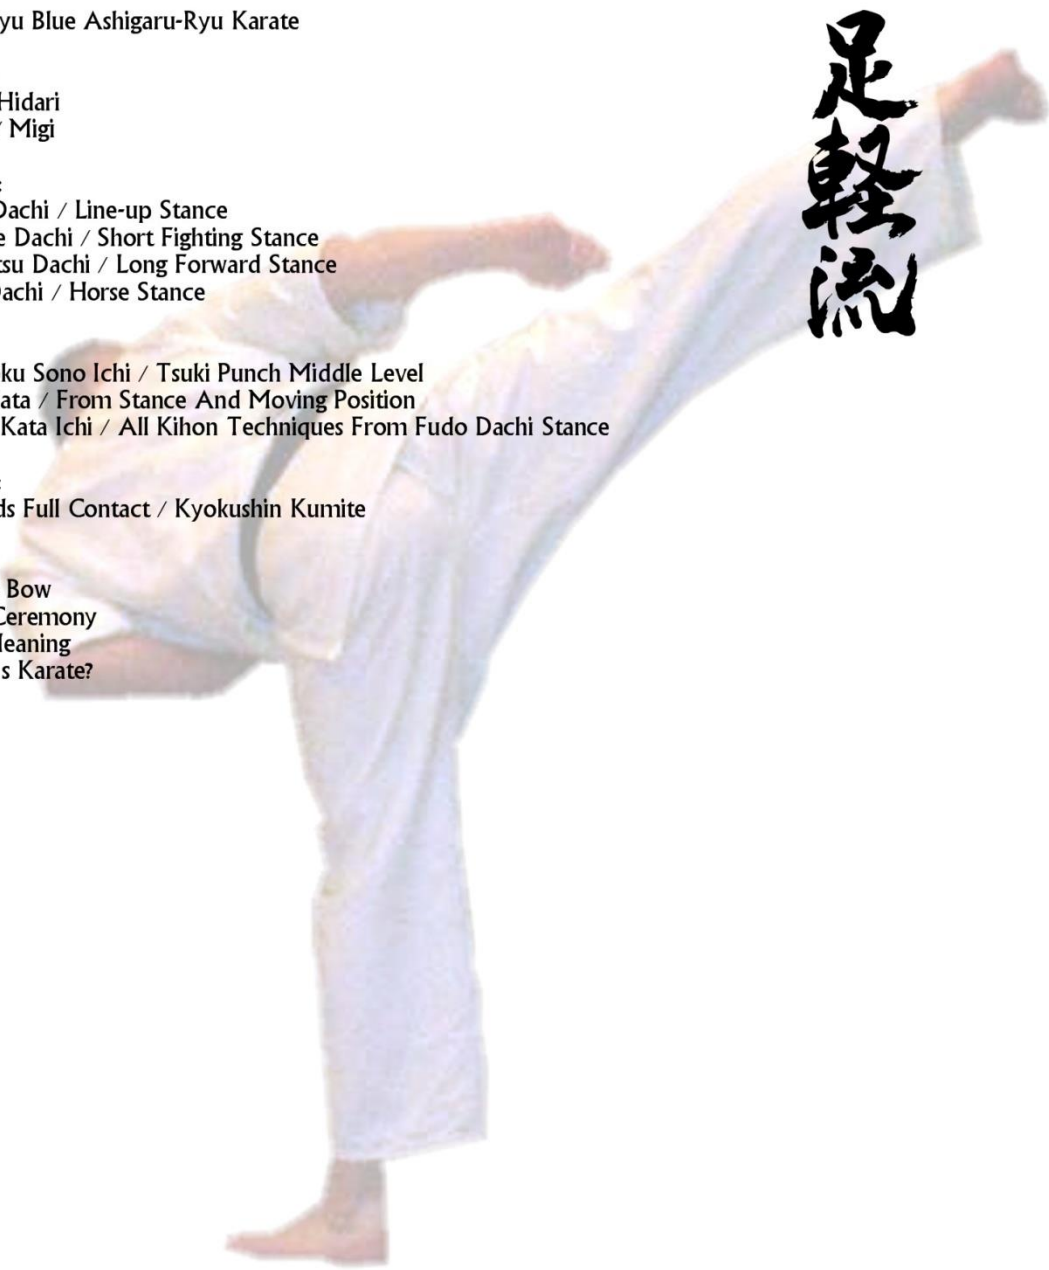 yu Blue Ashigaru-Ryu Karate
Hidari
/ Migi
:
Dachi / Line-up Stance
e Dachi / Short Fighting Stance
tsu Dachi / Long Forward Stance
Dachi / Horse Stance
ku Sono Ichi / Tsuki Punch Middle Level
ata / From Stance And Moving Position
Kata Ichi / All Kihon Techniques From Fudo Dachi Stance
:
ds Full Contact / Kyokushin Kumite
Bow
Ceremony
leaning
s Karate?
足軽流